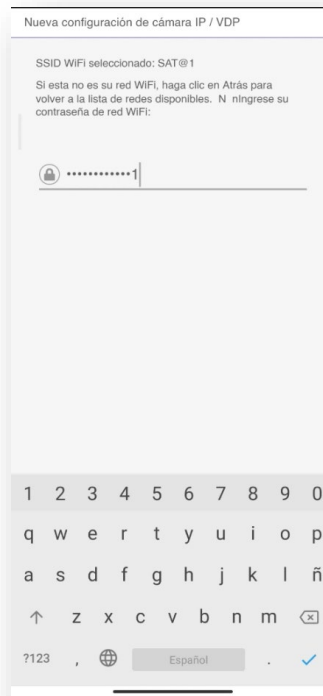 Nueva configuración de cámara IP / VDP
SSID WiFi seleccionado: SAT@1
Si esta no es su red WiFi, haga clic en Atrás para
volver a la lista de redes disponibles. N nIngrese su
contraseña de red WiFi:
••••••••••••1
1 2 3 4 5 6 7 8 9 0
q w e r t y u i o p
a s d f g h j k l ñ
z x c v b n m
?123 , Español .